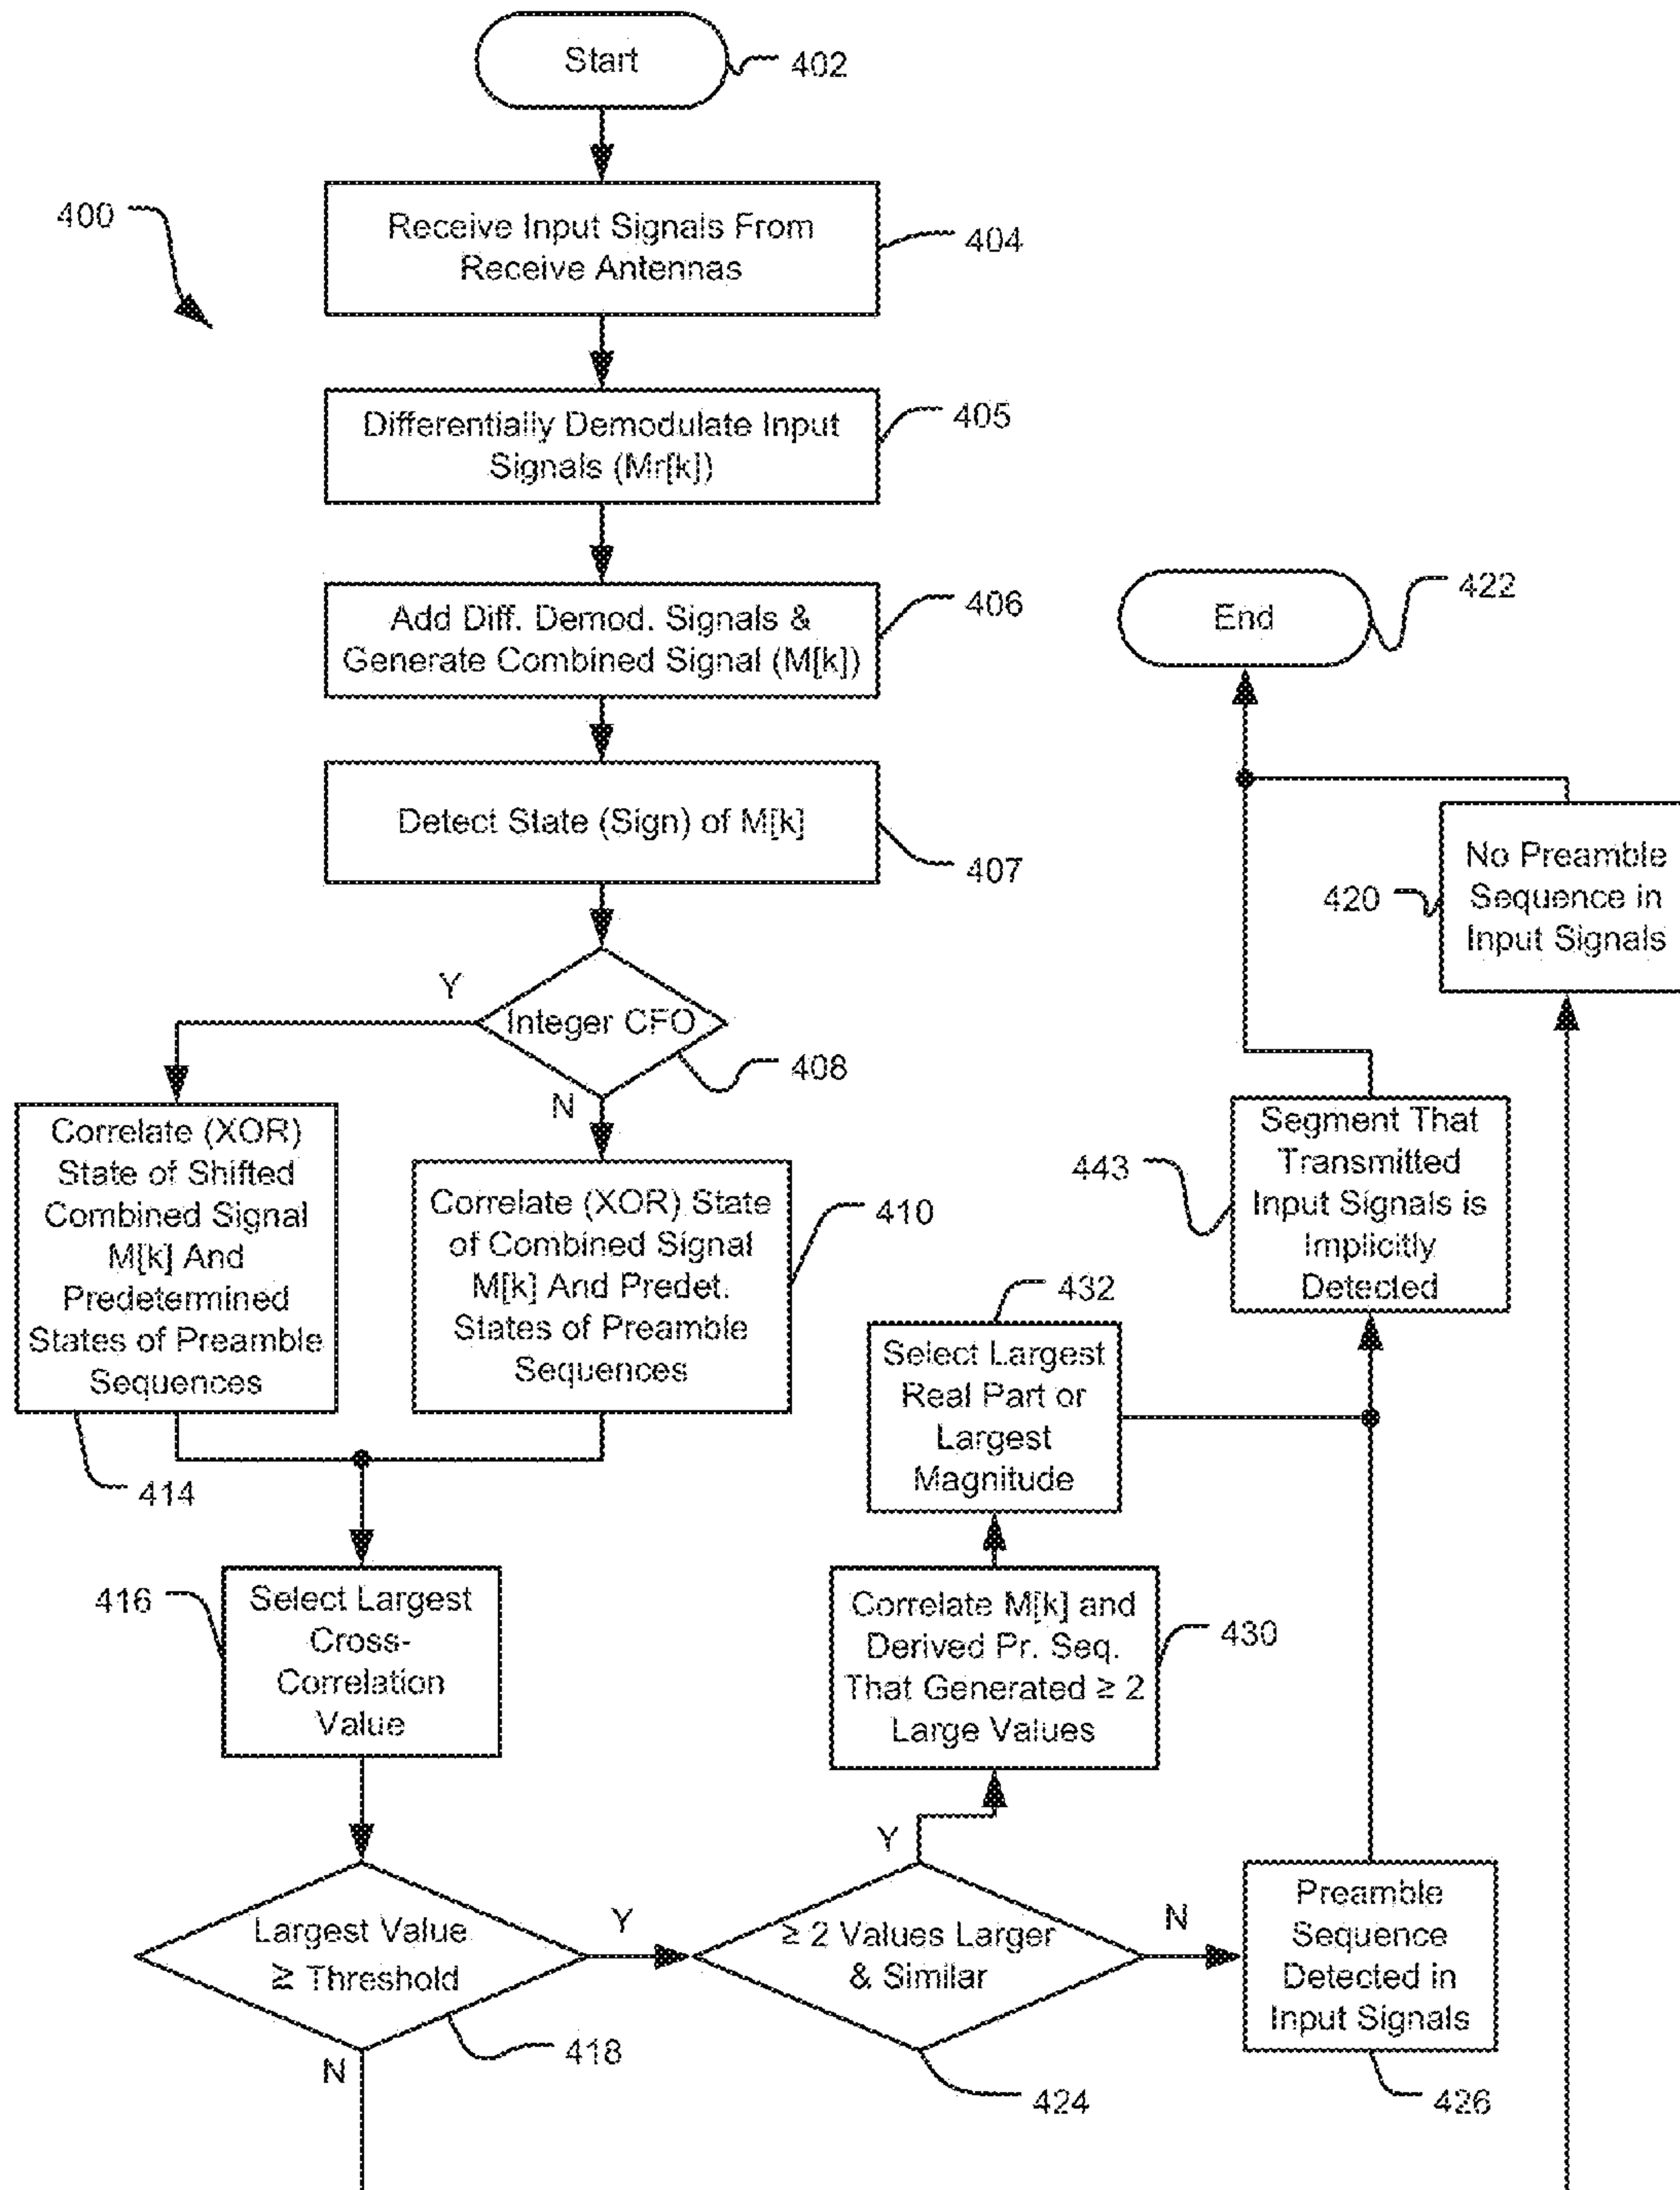 Start
402
400
Receive Input Signals From
Receive Antennas
404
Differentially Demodulate Input
Signals (Mr[k])
405
Add Diff. Demod. Signals &
Generate Combined Signal (M[k])
406
End
422
Detect State (Sign) of M[k]
407
No Preamble
Sequence in
Input Signals
420
Y
Integer CFO
408
N
Correlate (XOR)
State of Shifted
Combined Signal
M[k] And
Predetermined
States of Preamble
Sequences
414
Correlate (XOR) State
of Combined Signal
M[k] And Predet.
States of Preamble
Sequences
410
Segment That
Transmitted
Input Signals is
Implicitly
Detected
443
432
Select Largest
Real Part or
Largest
Magnitude
416
Select Largest
Cross-
Correlation
Value
Correlate M[k] and
Derived Pr. Seq.
That Generated ≥ 2
Large Values
430
Largest Value
≥ Threshold
Y
418
N
≥ 2 Values Larger
& Similar
Y
N
424
Preamble
Sequence
Detected in
Input Signals
426